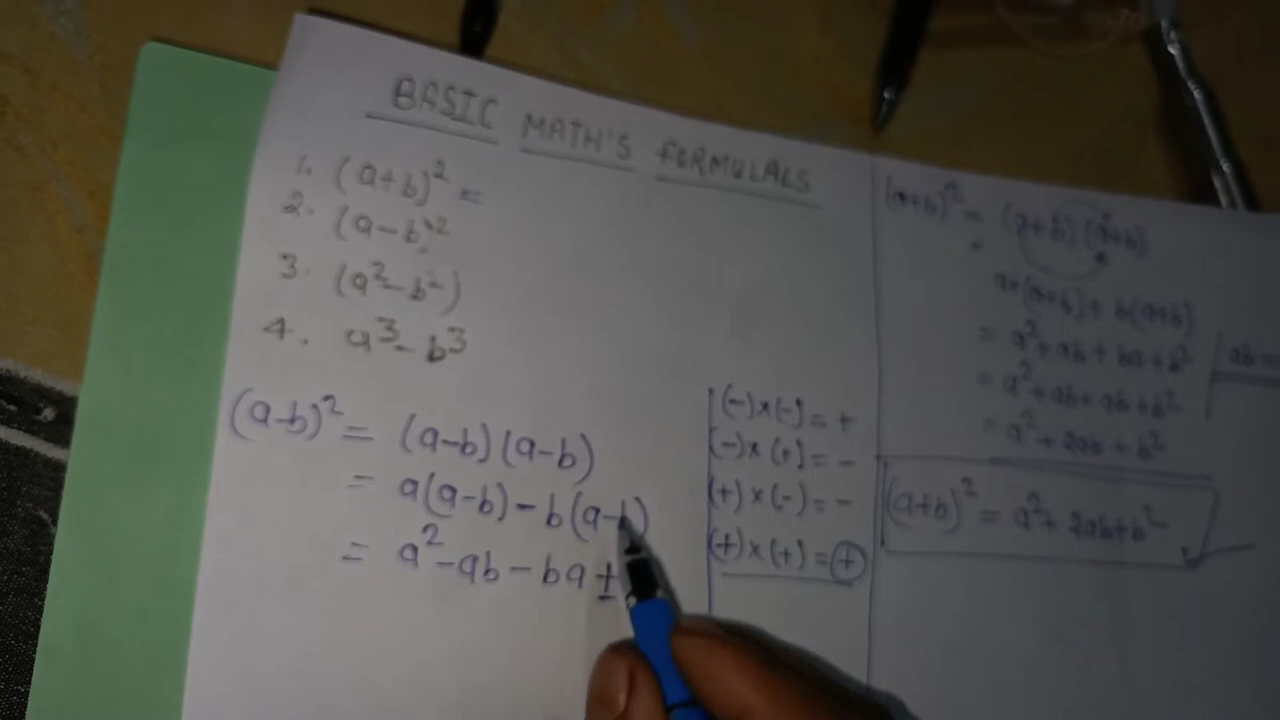 BASIC MATH'S FORMULALS
1. (a+b)² =
2. (a-b)²
3. (a²-b²)
4. a³-b³
(a-b)² = (a-b)(a-b)
= a(a-b)-b(a-b)
= a²-ab-ba+
(-)x(-)=+
(-)x(+)=-
(+)x(-)=-
(+)x(+)=+
(a+b)² = (a+b)(a+b)
a(a+b)+b(a+b)
= a²+ab+ba+b²
= a²+ab+ab+b²
= a²+2ab+b²
ab=
(a+b)² = a²+2ab+b²